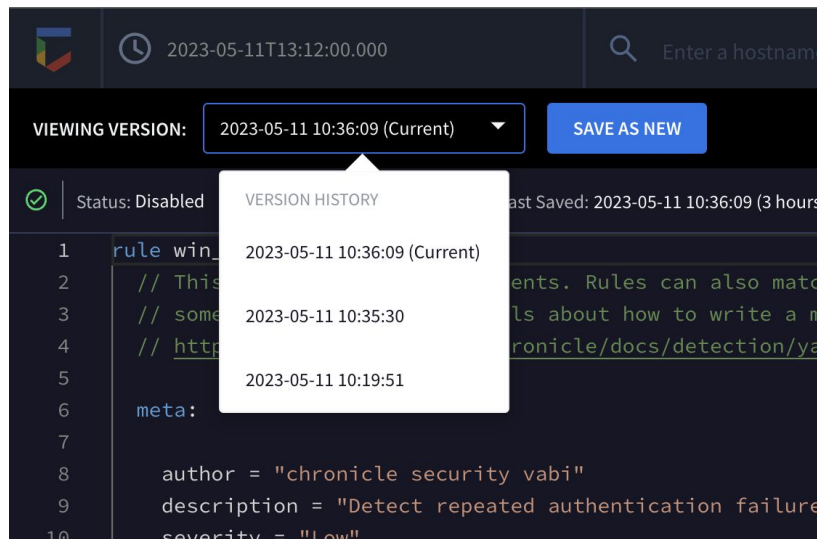 2023-05-11T13:12:00.000
Enter a hostnam
VIEWING VERSION: 2023-05-11 10:36:09 (Current) SAVE AS NEW
Status: Disabled
ast Saved: 2023-05-11 10:36:09 (3 hours
VERSION HISTORY
2023-05-11 10:36:09 (Current)
2023-05-11 10:35:30
2023-05-11 10:19:51
1 rule win_
2 // This ents. Rules can also matc
3 // some ls about how to write a m
4 // http ronicle/docs/detection/ya
5
6 meta:
7
8 author = "chronicle security vabi"
9 description = "Detect repeated authentication failure
10 severity = "Low"